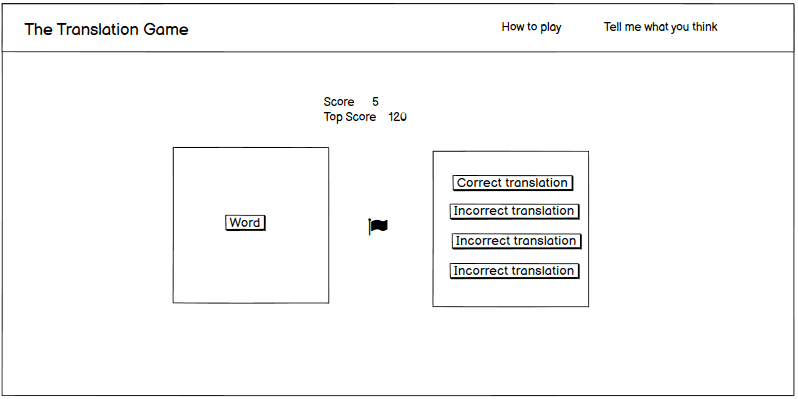 The Translation Game
How to play
Tell me what you think
Score 5
Top Score 120
Word
Correct translation
Incorrect translation
Incorrect translation
Incorrect translation